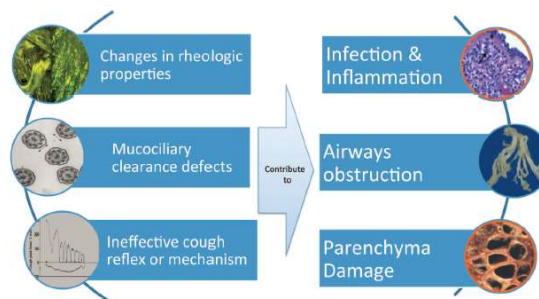 Changes in rheologic
properties
Mucociliary
clearance defects
Ineffective cough
reflex or mechanism
Contribute
to
Infection &
Inflammation
Airways
obstruction
Parenchyma
Damage